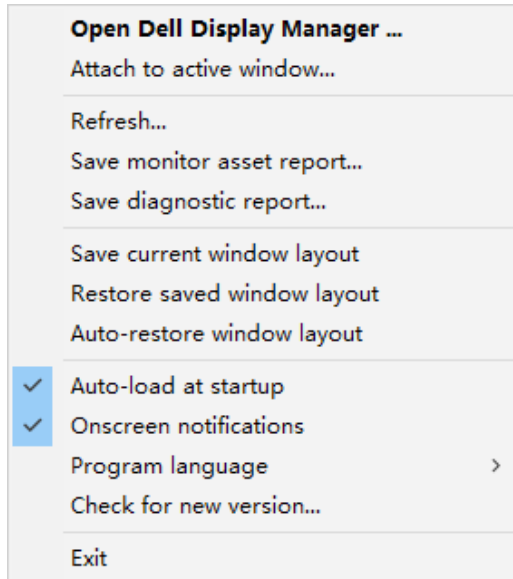 Open Dell Display Manager ...
Attach to active window...
Refresh...
Save monitor asset report...
Save diagnostic report...
Save current window layout
Restore saved window layout
Auto-restore window layout
Auto-load at startup
Onscreen notifications
Program language
Check for new version...
Exit